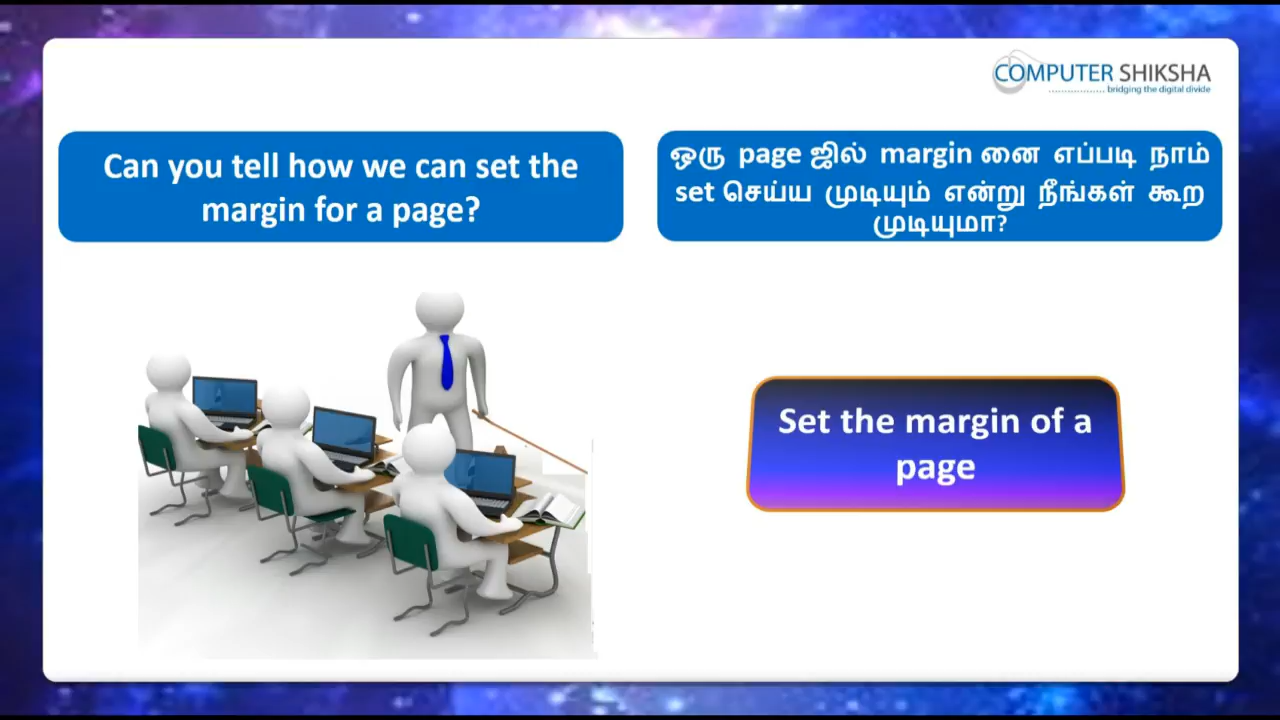 COMPUTER SHIKSHA
bridging the digital divide
Can you tell how we can set the
margin for a page?
ஒரு page ஜில் margin னை எப்படி நாம்
set செய்ய முடியும் என்று நீங்கள் கூற
முடியுமா?
Set the margin of a
page